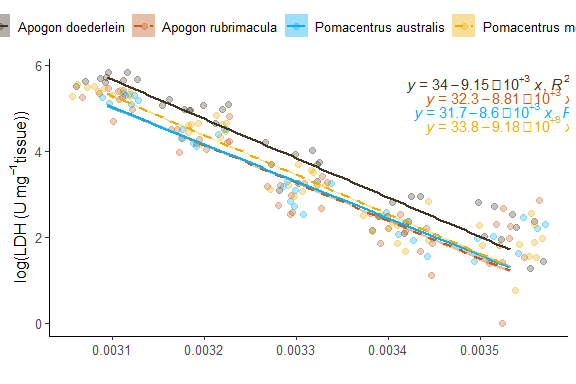 Apogon doederlein Apogon rubrimacula Pomacentrus australis Pomacentrus m
y = 34 – 9.15 □ 10⁺³ x, R²
y = 32.3 – 8.81 □ 10⁺³ x
y = 31.7 – 8.6 □ 10⁺³ x, R
y = 33.8 – 9.18 □ 10⁺³ x
log(LDH (U mg⁻¹tissue))
6
4
2
0
0.0031 0.0032 0.0033 0.0034 0.0035